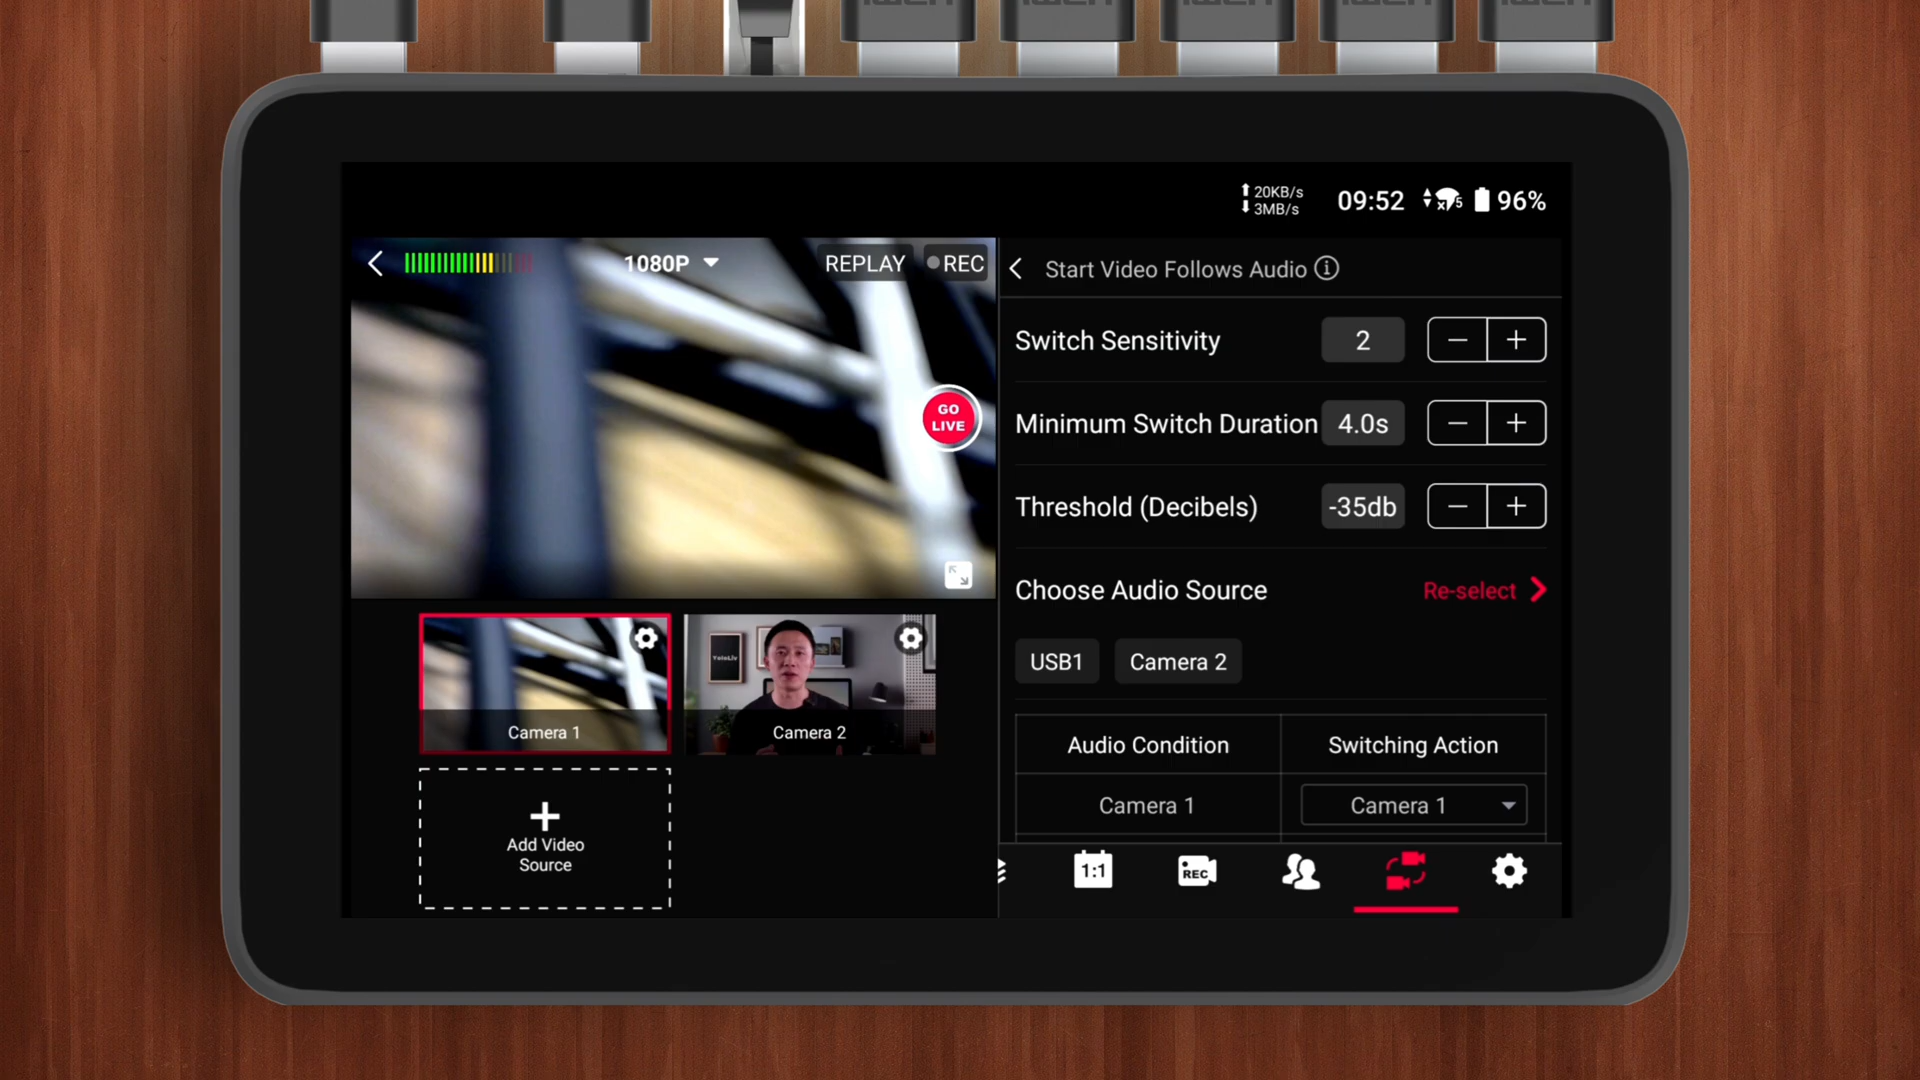 20KB/s
3MB/s
09:52
5
96%
1080P
REPLAY
REC
Start Video Follows Audio
GO
LIVE
Switch Sensitivity
2
Minimum Switch Duration
4.0s
Threshold (Decibels)
-35db
Choose Audio Source
Re-select
USB1
Camera 2
Camera 1
Camera 2
YoloLiv
Audio Condition
Switching Action
Camera 1
Camera 1
Add Video
Source
1:1
REC